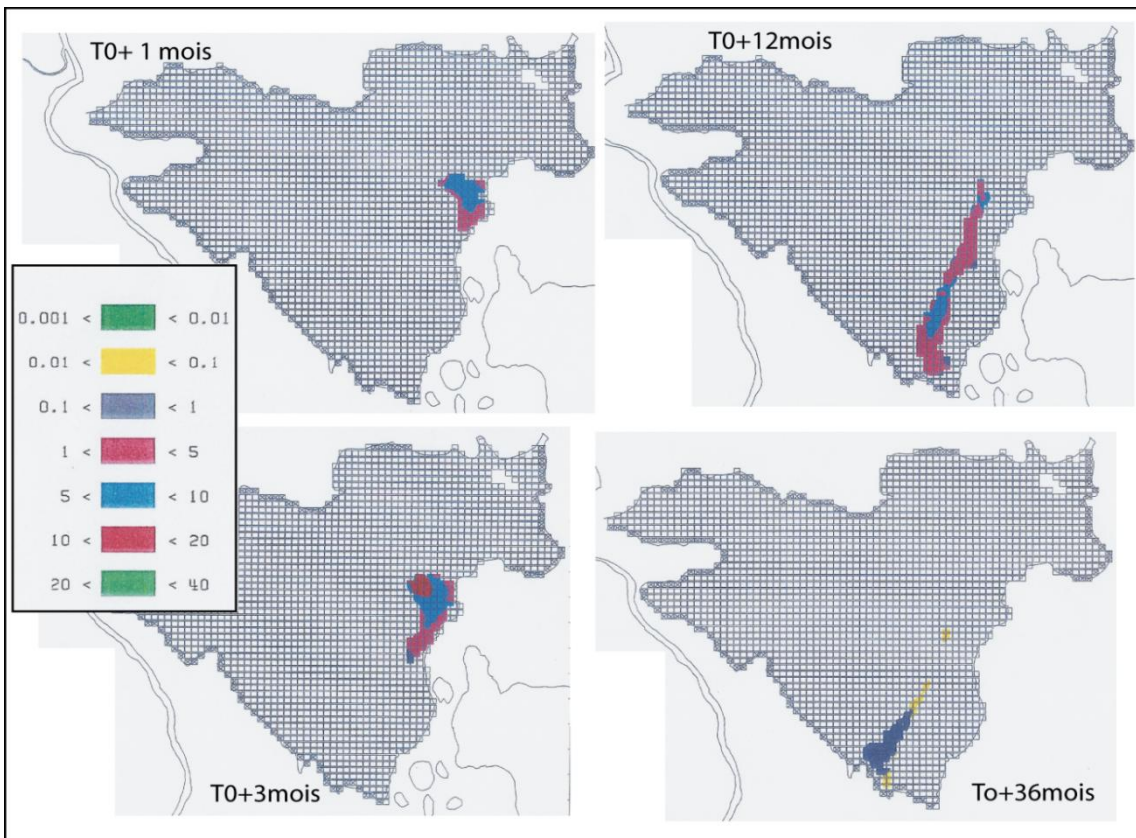 T0+ 1 mois
T0+12mois
0.001 < < 0.01
0.01 < < 0.1
0.1 < < 1
1 < < 5
5 < < 10
10 < < 20
20 < < 40
T0+3mois
To+36mois